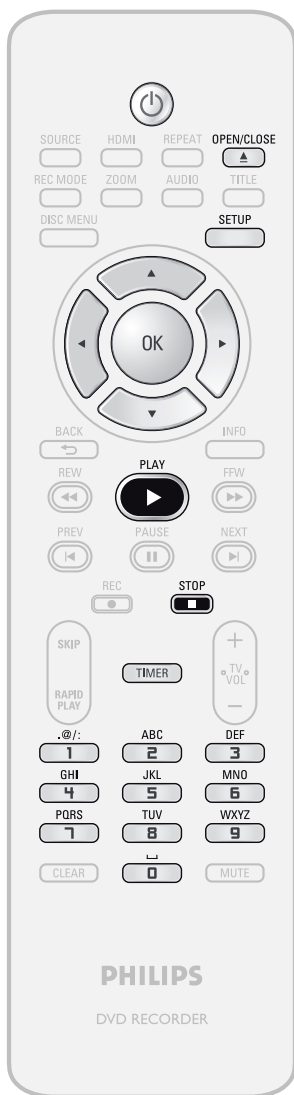 SOURCE HDMI REPEAT OPEN/CLOSE
REC MODE ZOOM AUDIO TITLE
DISC MENU SETUP
OK
BACK INFO
REW PLAY FFW
PREV PAUSE NEXT
REC STOP
SKIP
+
TV
VOL
TIMER
RAPID
PLAY
−
.@/: ABC DEF
1 2 3
GHI JKL MNO
4 5 6
PQRS TUV WXYZ
7 8 9
␣
CLEAR 0 MUTE
PHILIPS
DVD RECORDER